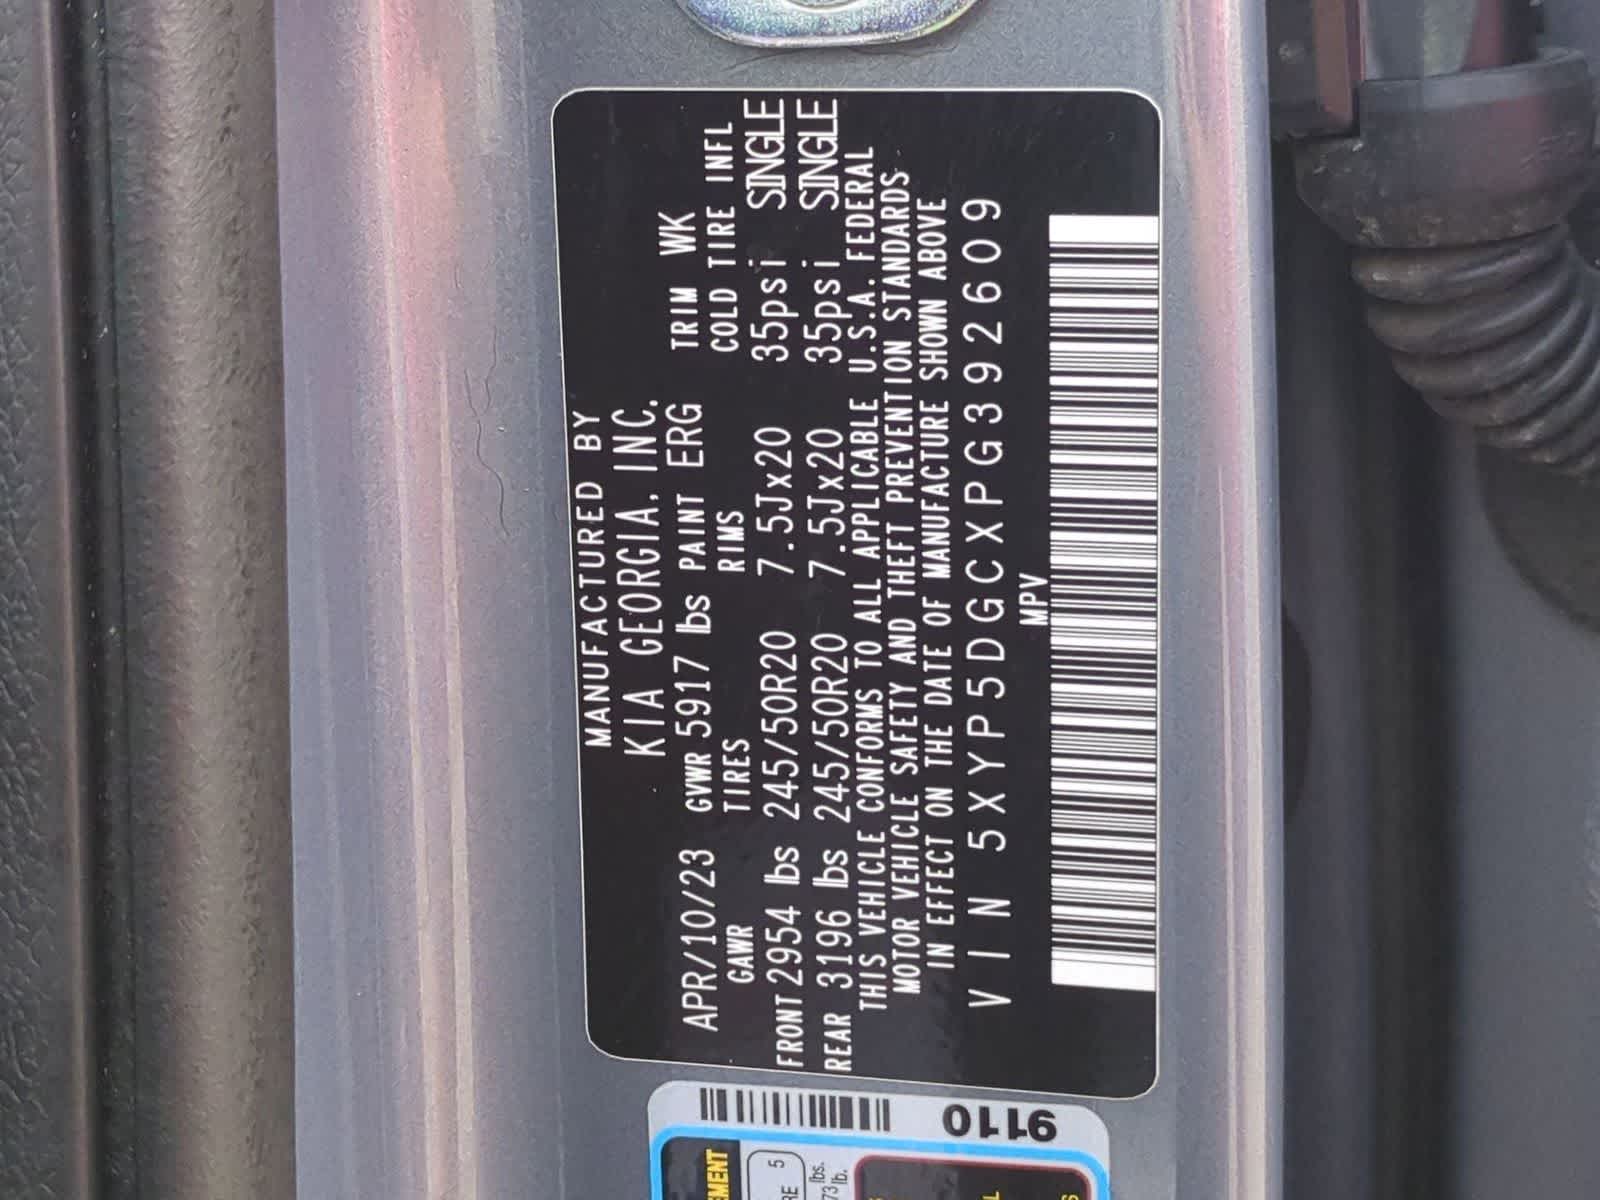 MANUFACTURED BY
KIA GEORGIA, INC.
APR/10/23 GVWR 5917 lbs PAINT ERG TRIM WK
GAWR TIRES RIMS COLD TIRE INFL
FRONT 2954 lbs 245/50R20 7.5Jx20 35psi SINGLE
REAR 3196 lbs 245/50R20 7.5Jx20 35psi SINGLE
THIS VEHICLE CONFORMS TO ALL APPLICABLE U.S.A. FEDERAL
MOTOR VEHICLE SAFETY AND THEFT PREVENTION STANDARDS
IN EFFECT ON THE DATE OF MANUFACTURE SHOWN ABOVE
VIN 5XYP5DGCXPG392609
MPV
9110
5
lbs.
lb.